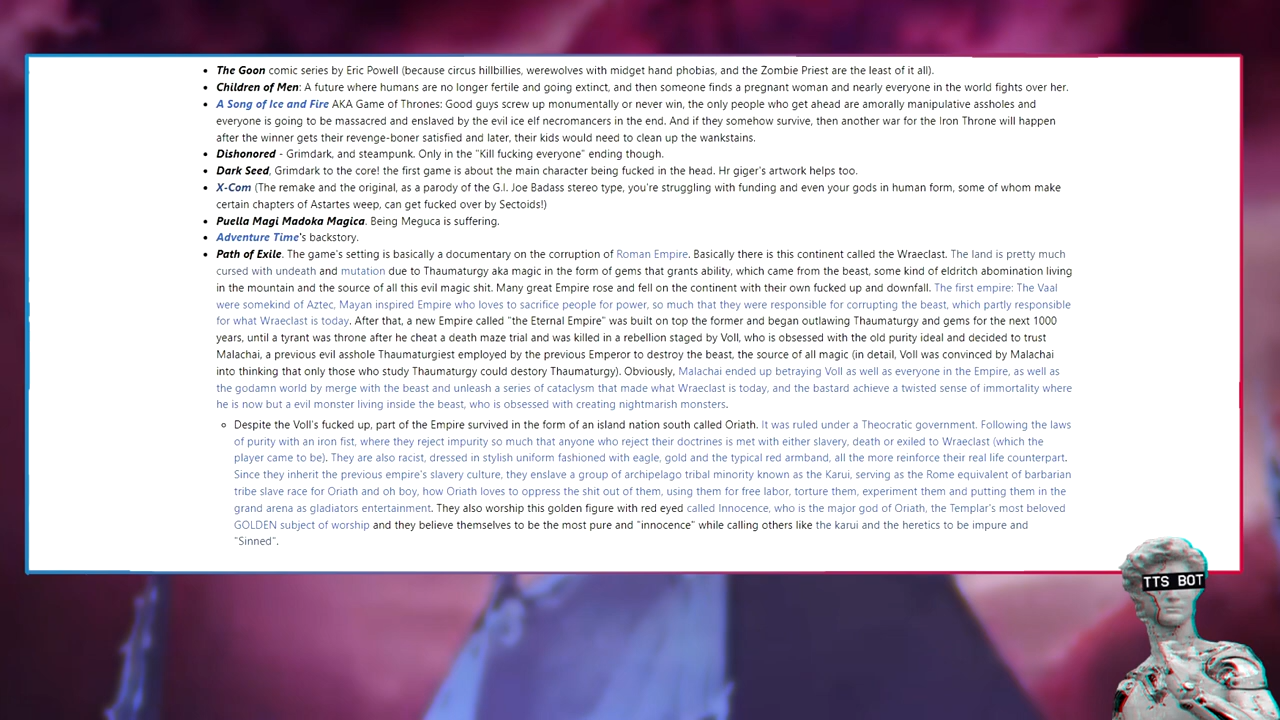 The Goon comic series by Eric Powell (because circus hillbillies, werewolves with midget hand phobias, and the Zombie Priest are the least of it all).
Children of Men: A future where humans are no longer fertile and going extinct, and then someone finds a pregnant woman and nearly everyone in the world fights over her.
A Song of Ice and Fire AKA Game of Thrones: Good guys screw up monumentally or never win, the only people who get ahead are amorally manipulative assholes and
everyone is going to be massacred and enslaved by the evil ice elf necromancers in the end. And if they somehow survive, then another war for the Iron Throne will happen
after the winner gets their revenge-boner satisfied and later, their kids would need to clean up the wankstains.
Dishonored - Grimdark, and steampunk. Only in the "Kill fucking everyone" ending though.
Dark Seed, Grimdark to the core! the first game is about the main character being fucked in the head. Hr giger's artwork helps too.
X-Com (The remake and the original, as a parody of the G.I. Joe Badass stereo type, you're struggling with funding and even your gods in human form, some of whom make
certain chapters of Astartes weep, can get fucked over by Sectoids!)
Puella Magi Madoka Magica. Being Meguca is suffering.
Adventure Time's backstory.
Path of Exile. The game's setting is basically a documentary on the corruption of Roman Empire. Basically there is this continent called the Wraeclast. The land is pretty much
cursed with undeath and mutation due to Thaumaturgy aka magic in the form of gems that grants ability, which came from the beast, some kind of eldritch abomination living
in the mountain and the source of all this evil magic shit. Many great Empire rose and fell on the continent with their own fucked up and downfall. The first empire: The Vaal
were somekind of Aztec, Mayan inspired Empire who loves to sacrifice people for power, so much that they were responsible for corrupting the beast, which partly responsible
for what Wraeclast is today. After that, a new Empire called "the Eternal Empire" was built on top the former and began outlawing Thaumaturgy and gems for the next 1000
years, until a tyrant was throne after he cheat a death maze trial and was killed in a rebellion staged by Voll, who is obsessed with the old purity ideal and decided to trust
Malachai, a previous evil asshole Thaumaturgiest employed by the previous Emperor to destroy the beast, the source of all magic (in detail, Voll was convinced by Malachai
into thinking that only those who study Thaumaturgy could destory Thaumaturgy). Obviously, Malachai ended up betraying Voll as well as everyone in the Empire, as well as
the godamn world by merge with the beast and unleash a series of cataclysm that made what Wraeclast is today, and the bastard achieve a twisted sense of immortality where
he is now but a evil monster living inside the beast, who is obsessed with creating nightmarish monsters.
Despite the Voll's fucked up, part of the Empire survived in the form of an island nation south called Oriath. It was ruled under a Theocratic government. Following the laws
of purity with an iron fist, where they reject impurity so much that anyone who reject their doctrines is met with either slavery, death or exiled to Wraeclast (which the
player came to be). They are also racist, dressed in stylish uniform fashioned with eagle, gold and the typical red armband, all the more reinforce their real life counterpart.
Since they inherit the previous empire's slavery culture, they enslave a group of archipelago tribal minority known as the Karui, serving as the Rome equivalent of barbarian
tribe slave race for Oriath and oh boy, how Oriath loves to oppress the shit out of them, using them for free labor, torture them, experiment them and putting them in the
grand arena as gladiators entertainment. They also worship this golden figure with red eyed called Innocence, who is the major god of Oriath, the Templar's most beloved
GOLDEN subject of worship and they believe themselves to be the most pure and "innocence" while calling others like the karui and the heretics to be impure and
"Sinned".
TTS BOT